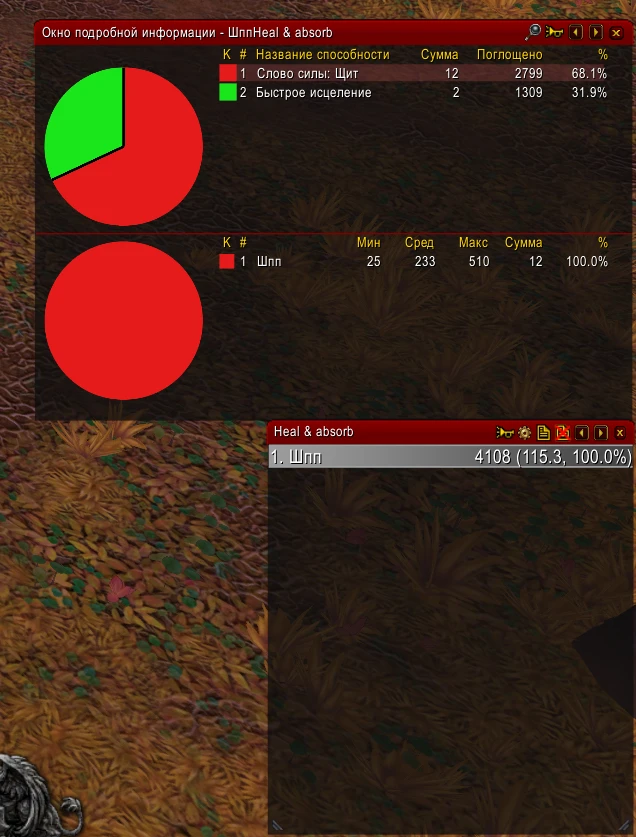 Окно подробной информации - ШппHeal & absorb
К # Название способности Сумма Поглощено %
1 Слово силы: Щит 12 2799 68.1%
2 Быстрое исцеление 2 1309 31.9%
К # Мин Сред Макс Сумма %
1 Шпп 25 233 510 12 100.0%
Heal & absorb
1. Шпп 4108 (115.3, 100.0%)